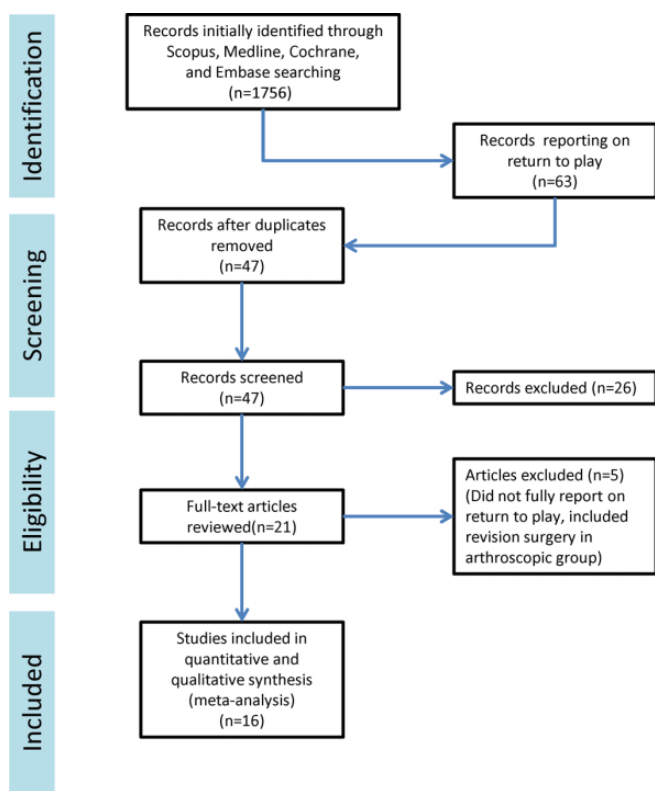 Identification
Records initially identified through
Scopus, Medline, Cochrane,
and Embase searching
(n=1756)
Records  reporting on
return to play
(n=63)
Screening
Records after duplicates
removed
(n=47)
Records screened
(n=47)
Records excluded (n=26)
Eligibility
Full-text articles
reviewed(n=21)
Articles excluded (n=5)
(Did not fully report on
return to play, included
revision surgery in
arthroscopic group)
Included
Studies included in
quantitative and
qualitative synthesis
(meta-analysis)
(n=16)